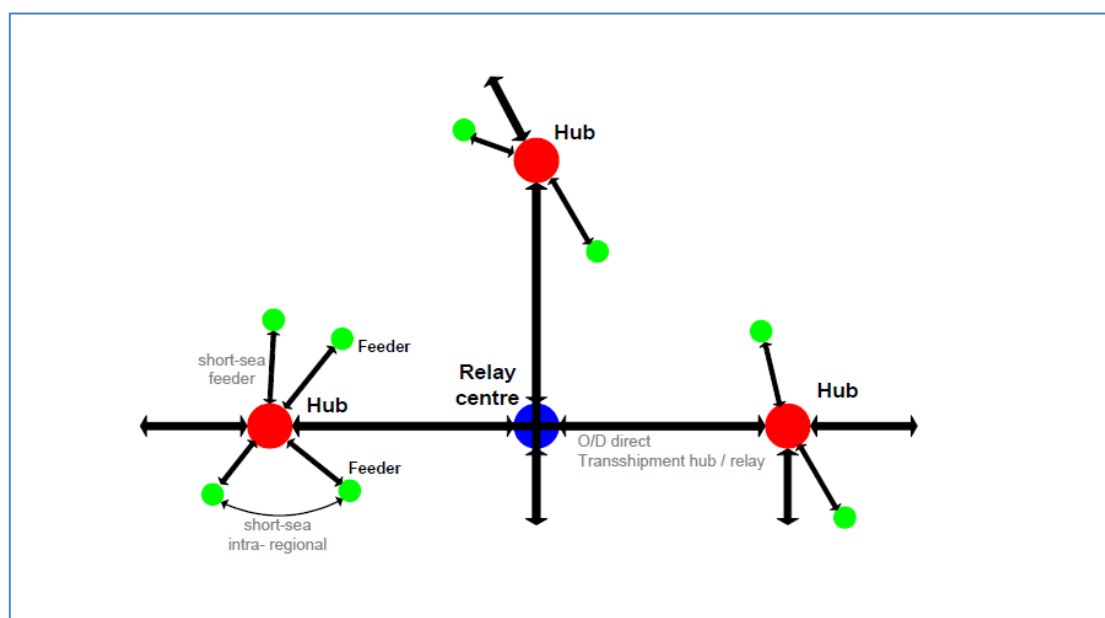 Hub
Feeder
short-sea
feeder
Relay
centre
Hub
Hub
O/D direct
Transshipment hub / relay
Feeder
short-sea
intra- regional